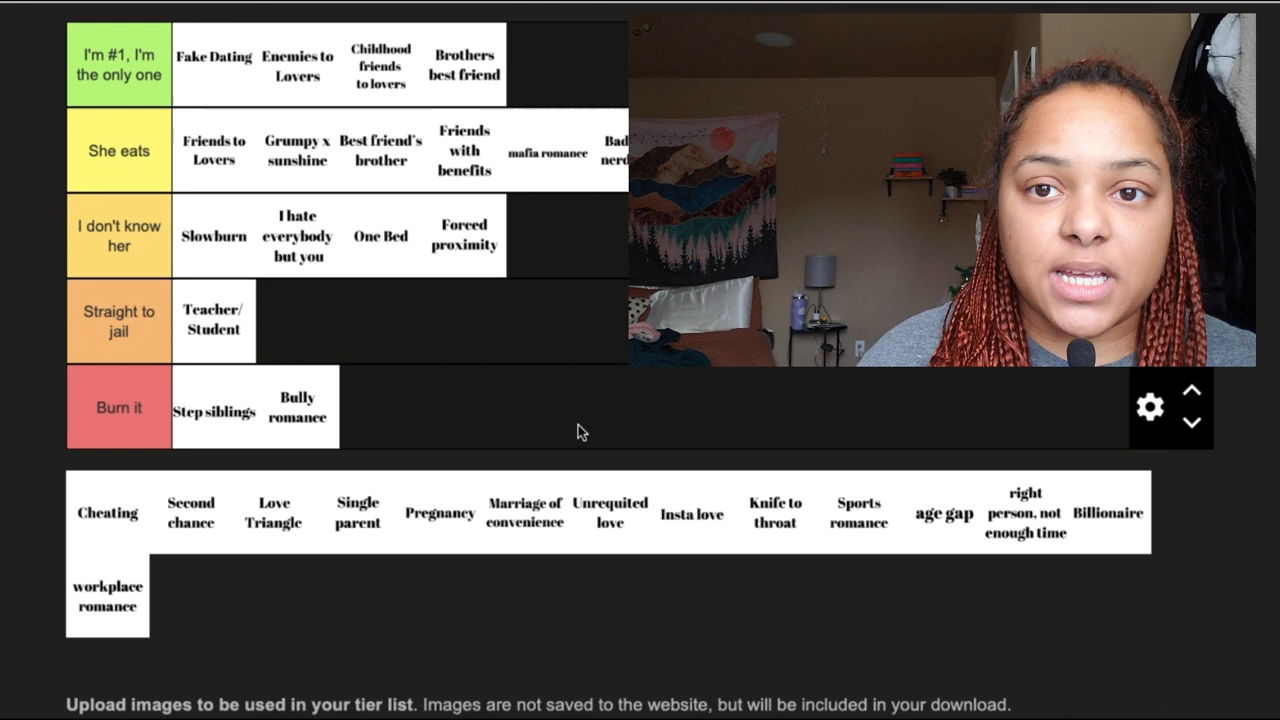 I'm #1, I'm
the only one
Fake Dating
Enemies to
Lovers
Childhood
friends
to lovers
Brothers
best friend
She eats
Friends to
Lovers
Grumpy x
sunshine
Best friend's
brother
Friends
with
benefits
mafia romance
Bad
nerd
I don't know
her
Slowburn
I hate
everybody
but you
One Bed
Forced
proximity
Straight to
jail
Teacher/
Student
Burn it
Step siblings
Bully
romance
Cheating
Second
chance
Love
Triangle
Single
parent
Pregnancy
Marriage of
convenience
Unrequited
love
Insta love
Knife to
throat
Sports
romance
age gap
right
person, not
enough time
Billionaire
workplace
romance
Upload images to be used in your tier list. Images are not saved to the website, but will be included in your download.